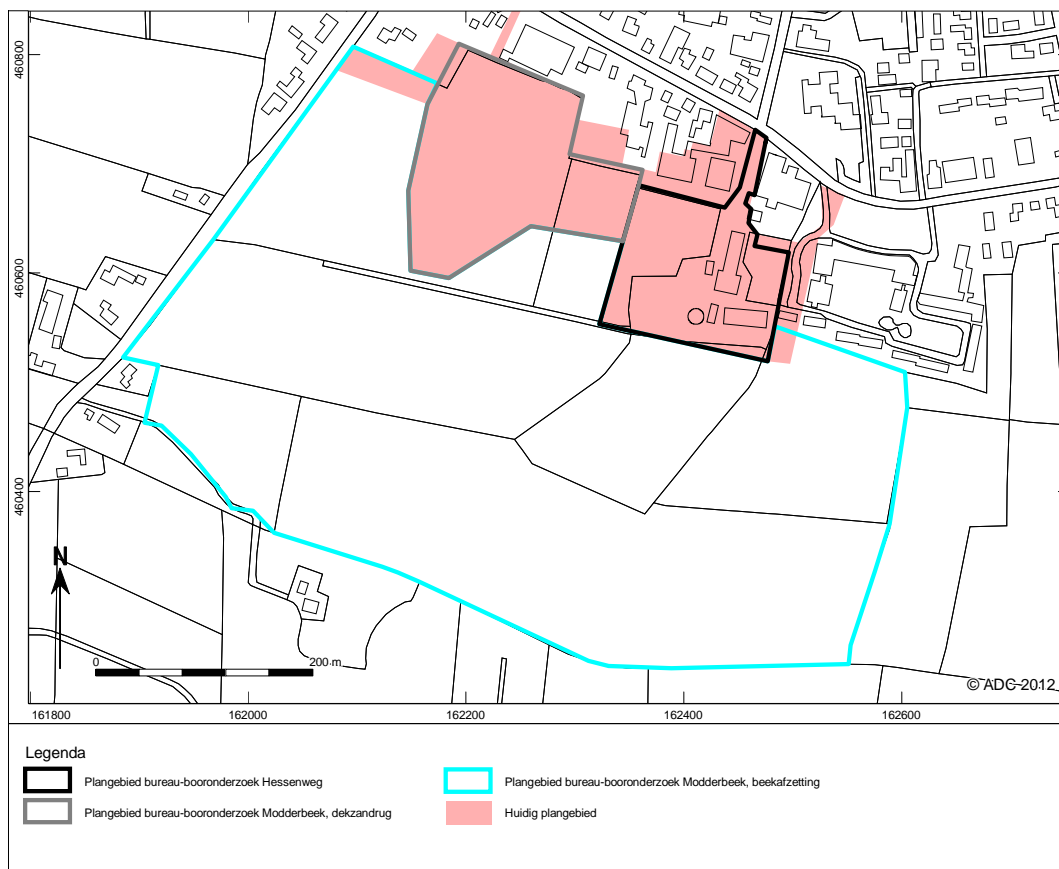 460800
460600
460400
N
0
200 m
© ADC-2012
161800
162000
162200
162400
162600
Legenda
Plangebied bureau-booronderzoek Hessenweg
Plangebied bureau-booronderzoek Modderbeek, beekafzetting
Plangebied bureau-booronderzoek Modderbeek, dekzandrug
Huidig plangebied